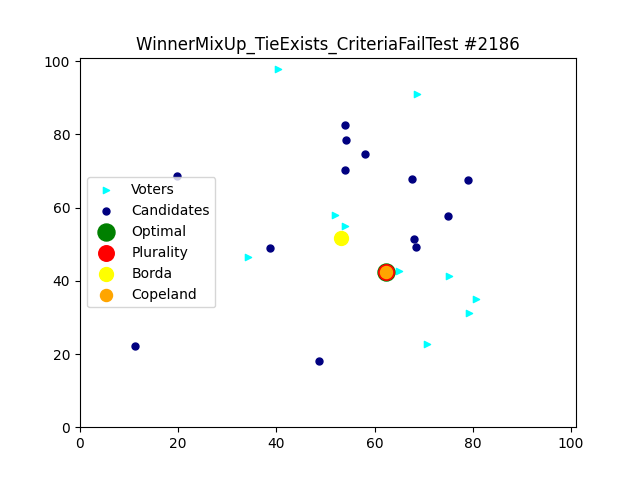 WinnerMixUp_TieExists_CriteriaFailTest #2186
100
80
60
40
20
0
Voters
Candidates
Optimal
Plurality
Borda
Copeland
0 20 40 60 80 100